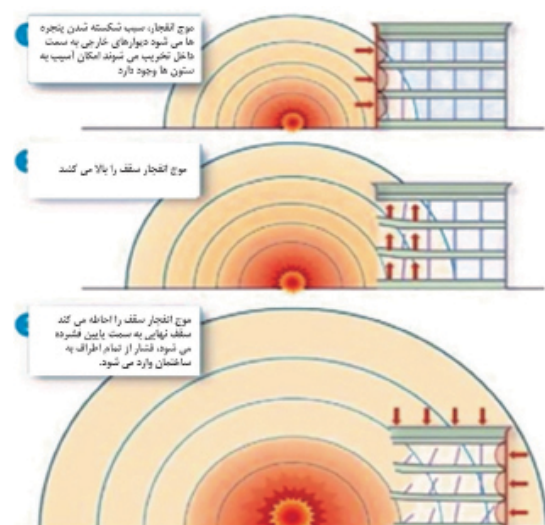 موج انفجار، سبب شکسته شدن پنجره
ها می شود دیوارهای خارجی به سمت
داخل تخریب می شوند امکان آسیب به
ستون ها وجود دارد
موج انفجار سقف را بالا می کشد
موج انفجار سقف را احاطه می کند
سقف نهایی به سمت پایین فشرده
می شود، فشار از تمام اطراف به
ساختمان وارد می شود.